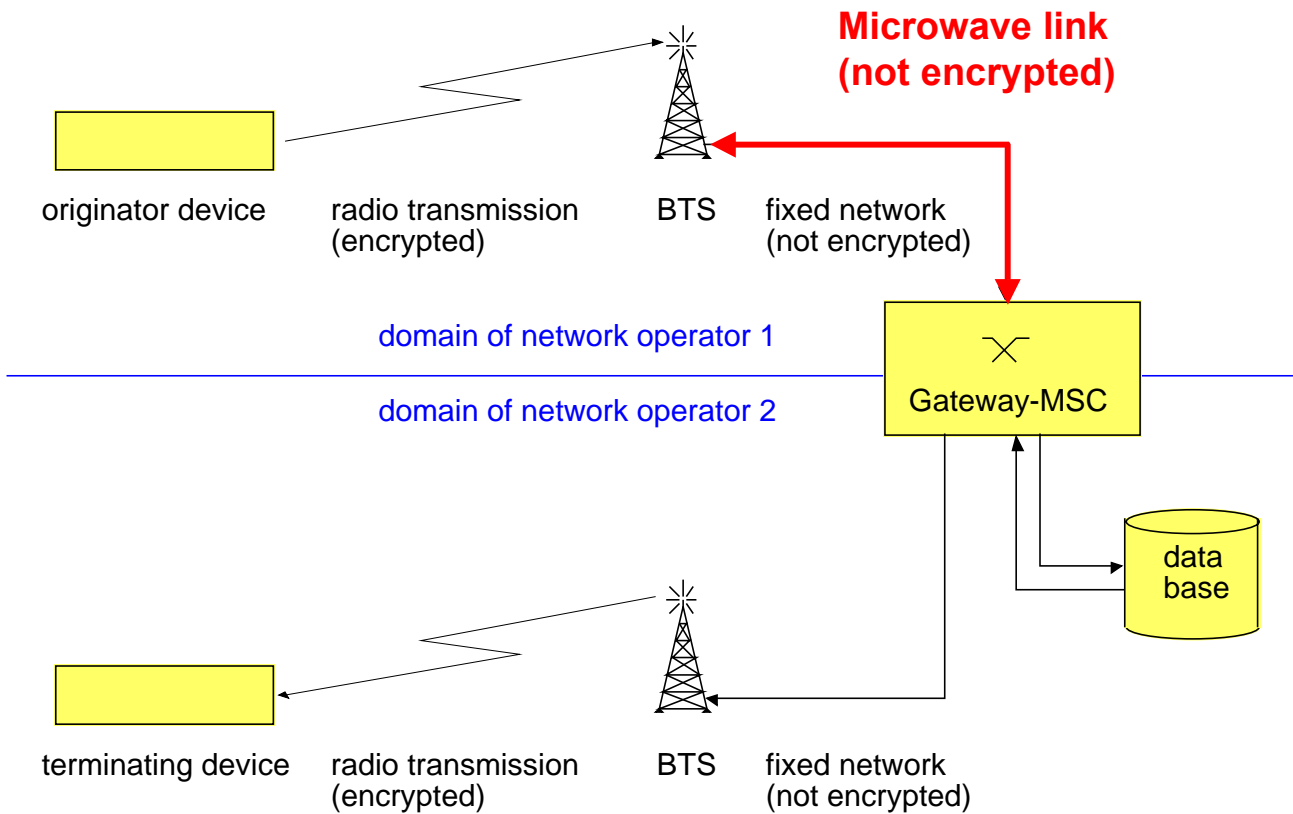 Microwave link
(not encrypted)
originator device
radio transmission
(encrypted)
BTS
fixed network
(not encrypted)
domain of network operator 1
domain of network operator 2
Gateway-MSC
data
base
terminating device
radio transmission
(encrypted)
BTS
fixed network
(not encrypted)